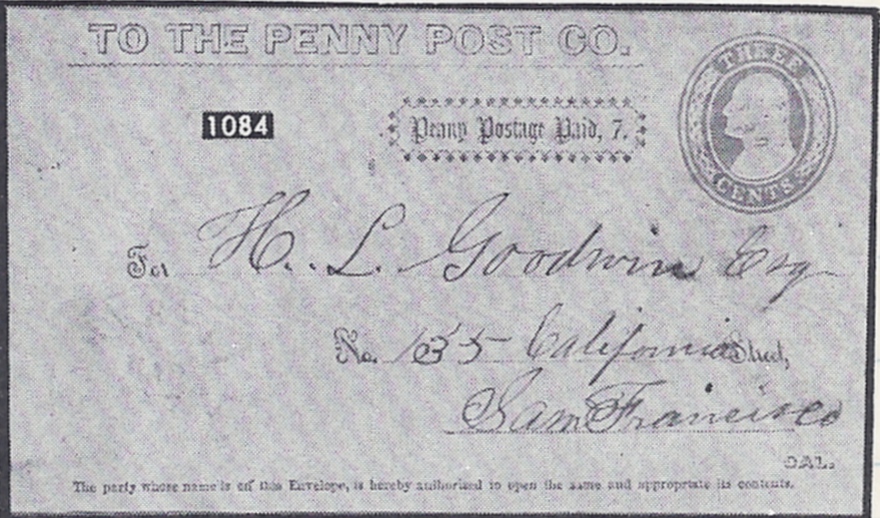 TO THE PENNY POST CO.
THREE
CENTS
1084
Penny Postage Paid, 7.
For H. L. Goodwin Esq
No. 135 California Street,
San Francisco
CAL.
The party whose name is on this Envelope, is hereby authorised to open the same and appropriate its contents.